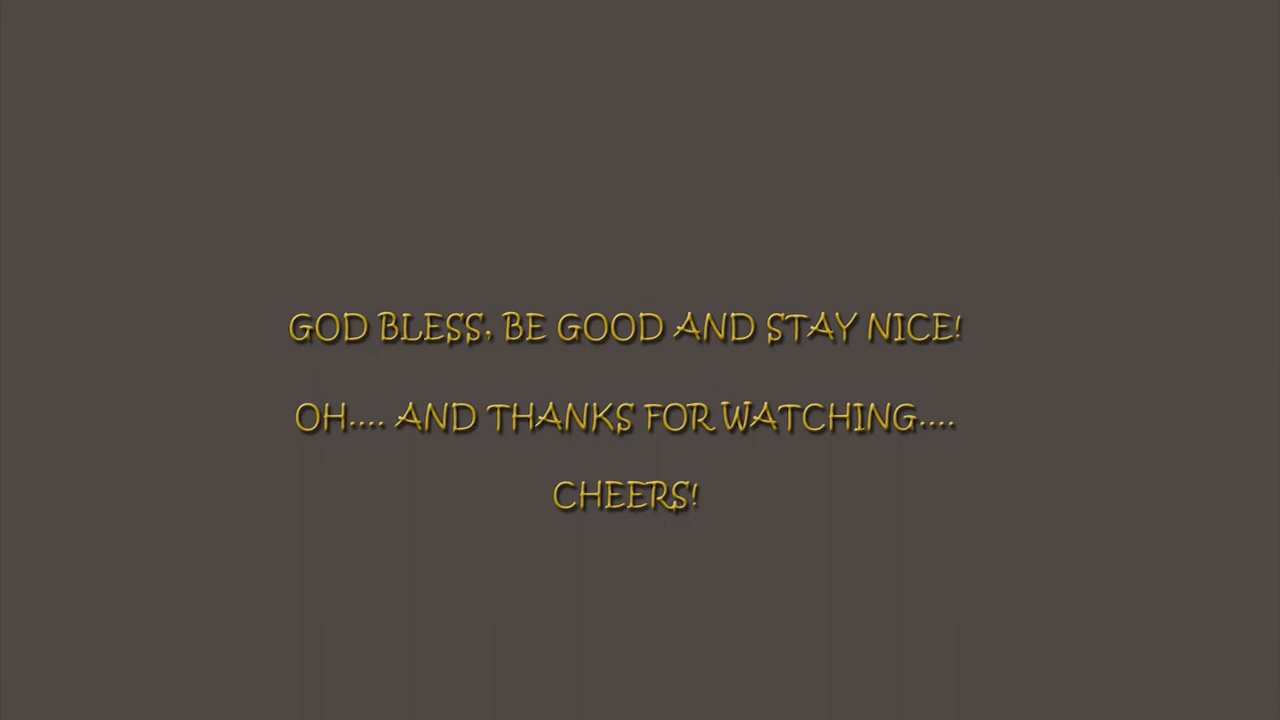 GOD BLESS, BE GOOD AND STAY NICE!
OH.... AND THANKS FOR WATCHING....
CHEERS!